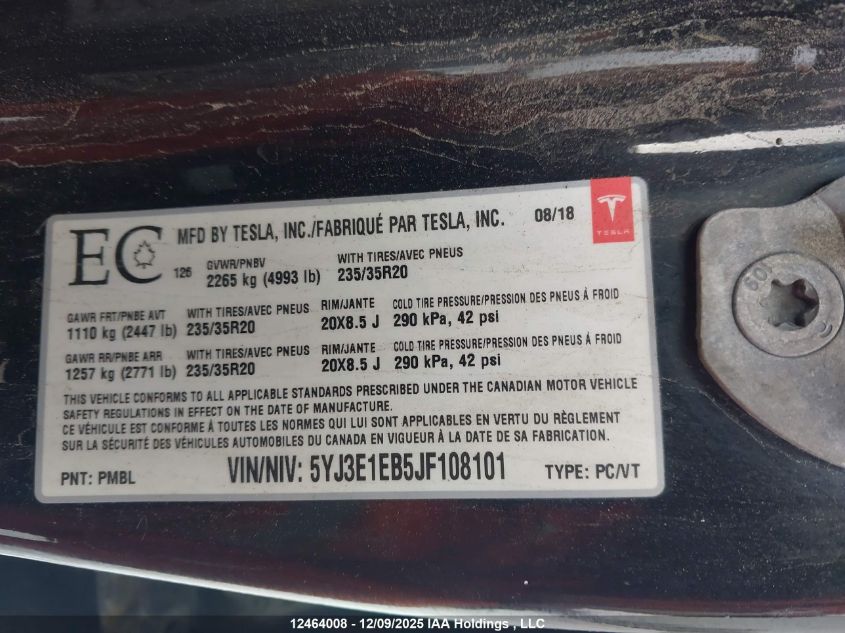 EC
MFD BY TESLA, INC./FABRIQUÉ PAR TESLA, INC. 08/18
TESLA
126
GVWR/PNBV WITH TIRES/AVEC PNEUS
2265 kg (4993 lb) 235/35R20
GAWR FRT/PNBE AVT WITH TIRES/AVEC PNEUS RIM/JANTE COLD TIRE PRESSURE/PRESSION DES PNEUS À FROID
1110 kg (2447 lb) 235/35R20 20X8.5 J 290 kPa, 42 psi
GAWR RR/PNBE ARR WITH TIRES/AVEC PNEUS RIM/JANTE COLD TIRE PRESSURE/PRESSION DES PNEUS À FROID
1257 kg (2771 lb) 235/35R20 20X8.5 J 290 kPa, 42 psi
THIS VEHICLE CONFORMS TO ALL APPLICABLE STANDARDS PRESCRIBED UNDER THE CANADIAN MOTOR VEHICLE
SAFETY REGULATIONS IN EFFECT ON THE DATE OF MANUFACTURE.
CE VÉHICULE EST CONFORME À TOUTES LES NORMES QUI LUI SONT APPLICABLES EN VERTU DU RÈGLEMENT
SUR LA SÉCURITÉ DES VÉHICULES AUTOMOBILES DU CANADA EN VIGUEUR À LA DATE DE SA FABRICATION.
PNT: PMBL VIN/NIV: 5YJ3E1EB5JF108101 TYPE: PC/VT
12464008 - 12/09/2025 IAA Holdings , LLC